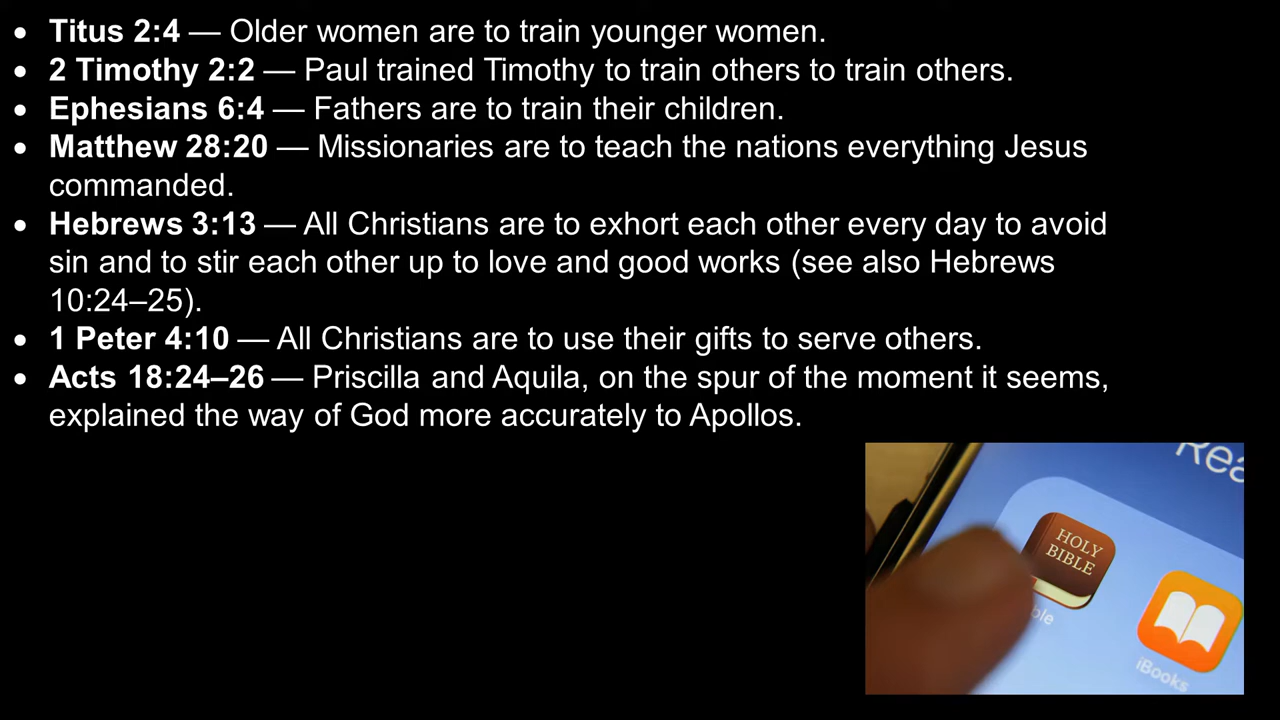 • Titus 2:4 — Older women are to train younger women.
• 2 Timothy 2:2 — Paul trained Timothy to train others to train others.
• Ephesians 6:4 — Fathers are to train their children.
• Matthew 28:20 — Missionaries are to teach the nations everything Jesus
commanded.
• Hebrews 3:13 — All Christians are to exhort each other every day to avoid
sin and to stir each other up to love and good works (see also Hebrews
10:24–25).
• 1 Peter 4:10 — All Christians are to use their gifts to serve others.
• Acts 18:24–26 — Priscilla and Aquila, on the spur of the moment it seems,
explained the way of God more accurately to Apollos.
Rea
HOLY
BIBLE
ble
iBooks